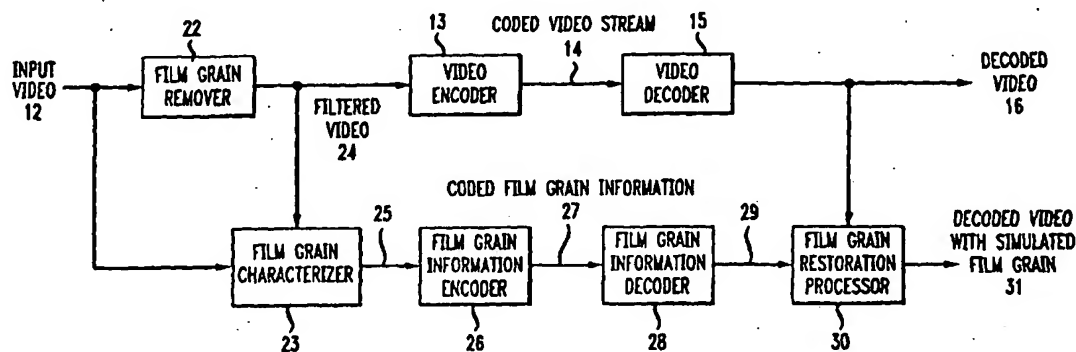 INPUT
VIDEO
12
22
FILM GRAIN
REMOVER
FILTERED
VIDEO
24
13
VIDEO
ENCODER
CODED VIDEO STREAM
14
15
VIDEO
DECODER
DECODED
VIDEO
16
CODED FILM GRAIN INFORMATION
FILM GRAIN
CHARACTERIZER
23
25
FILM GRAIN
INFORMATION
ENCODER
26
27
FILM GRAIN
INFORMATION
DECODER
28
29
FILM GRAIN
RESTORATION
PROCESSOR
30
DECODED VIDEO
WITH SIMULATED
FILM GRAIN
31